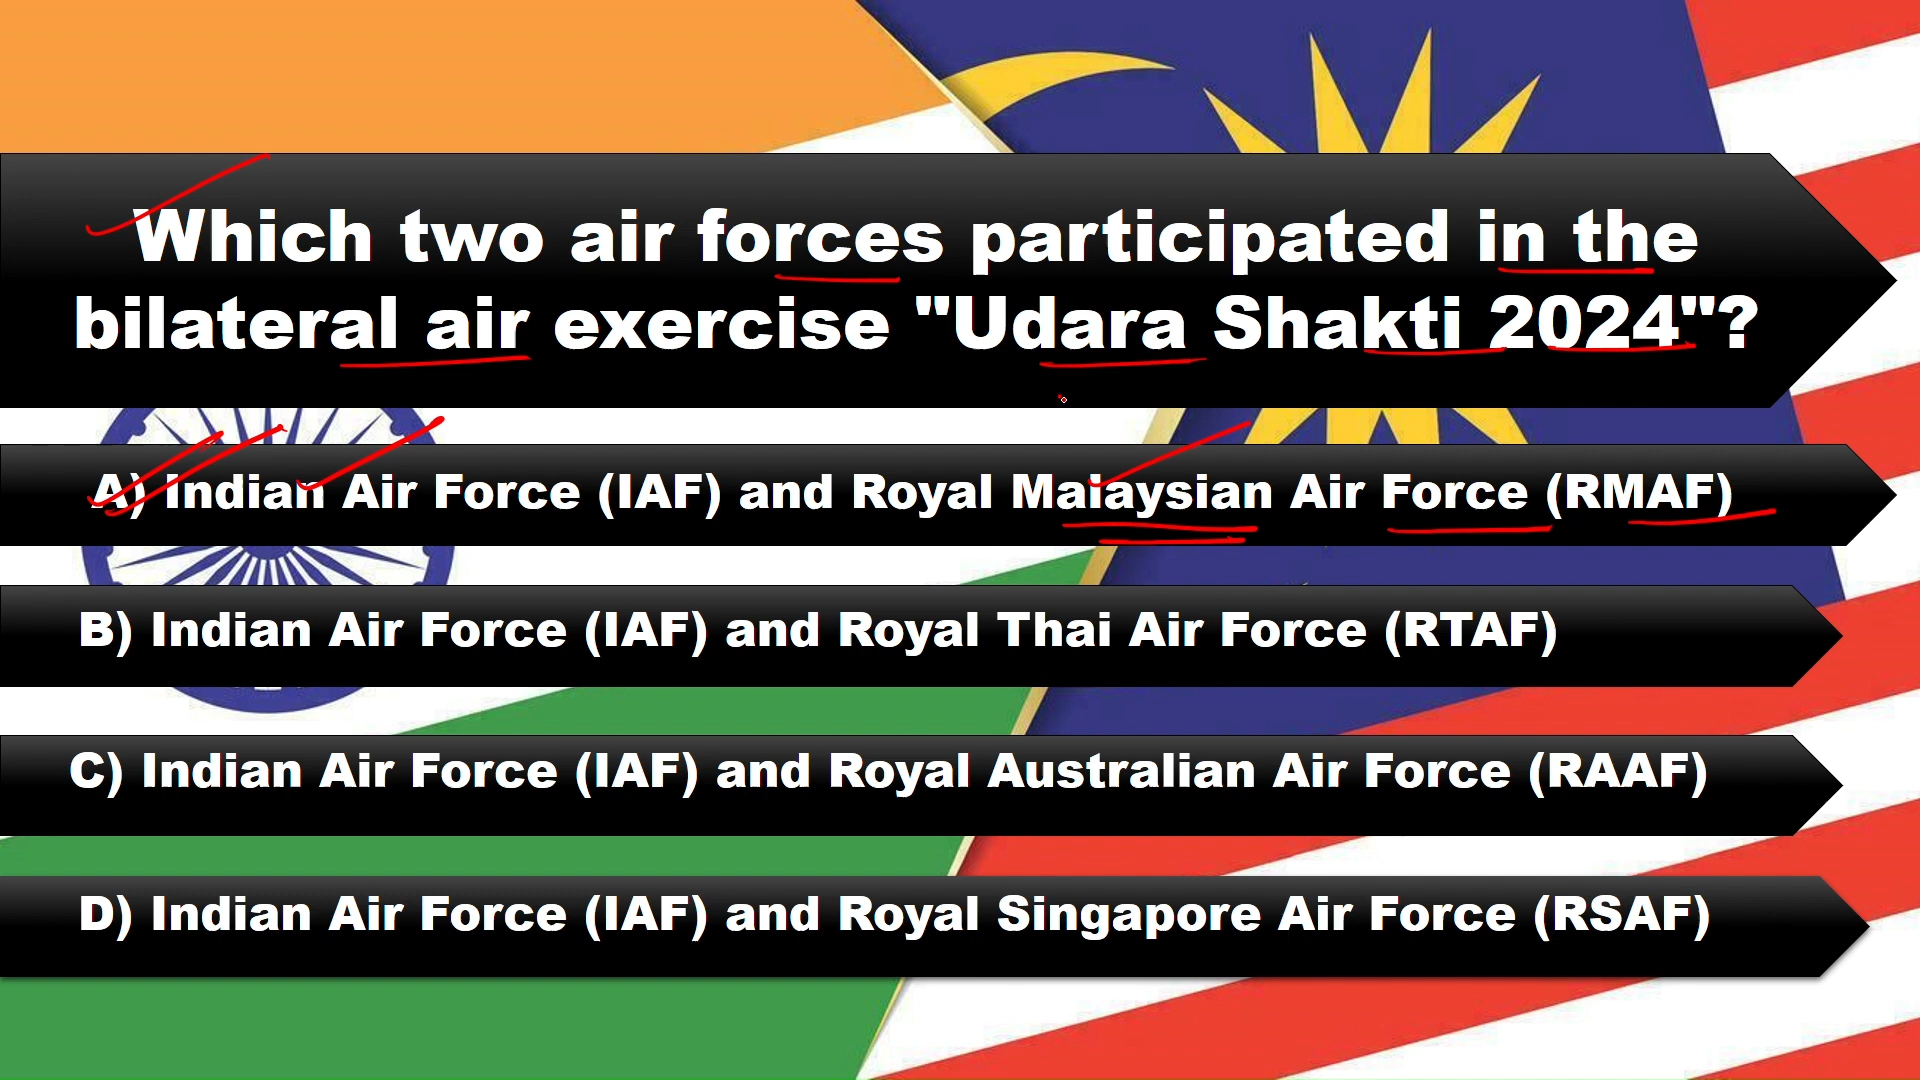 Which two air forces participated in the
bilateral air exercise "Udara Shakti 2024"?
A) Indian Air Force (IAF) and Royal Malaysian Air Force (RMAF)
B) Indian Air Force (IAF) and Royal Thai Air Force (RTAF)
C) Indian Air Force (IAF) and Royal Australian Air Force (RAAF)
D) Indian Air Force (IAF) and Royal Singapore Air Force (RSAF)